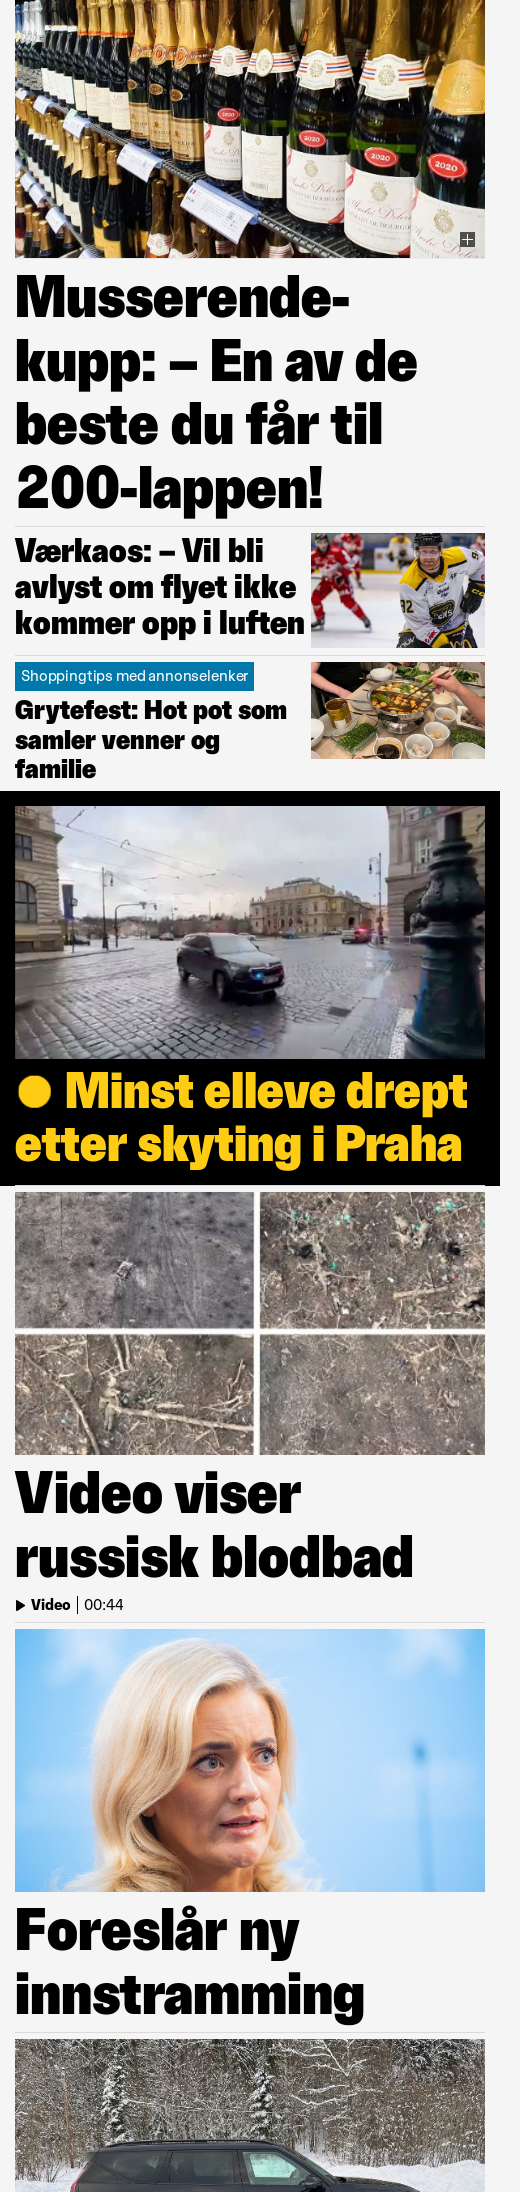 Musserende-
kupp: – En av de
beste du får til
200-lappen!
Værkaos: – Vil bli
avlyst om flyet ikke
kommer opp i luften
Shoppingtips med annonselenker
Grytefest: Hot pot som
samler venner og
familie
Minst elleve drept
etter skyting i Praha
Video viser
russisk blodbad
Video | 00:44
Foreslår ny
innstramming